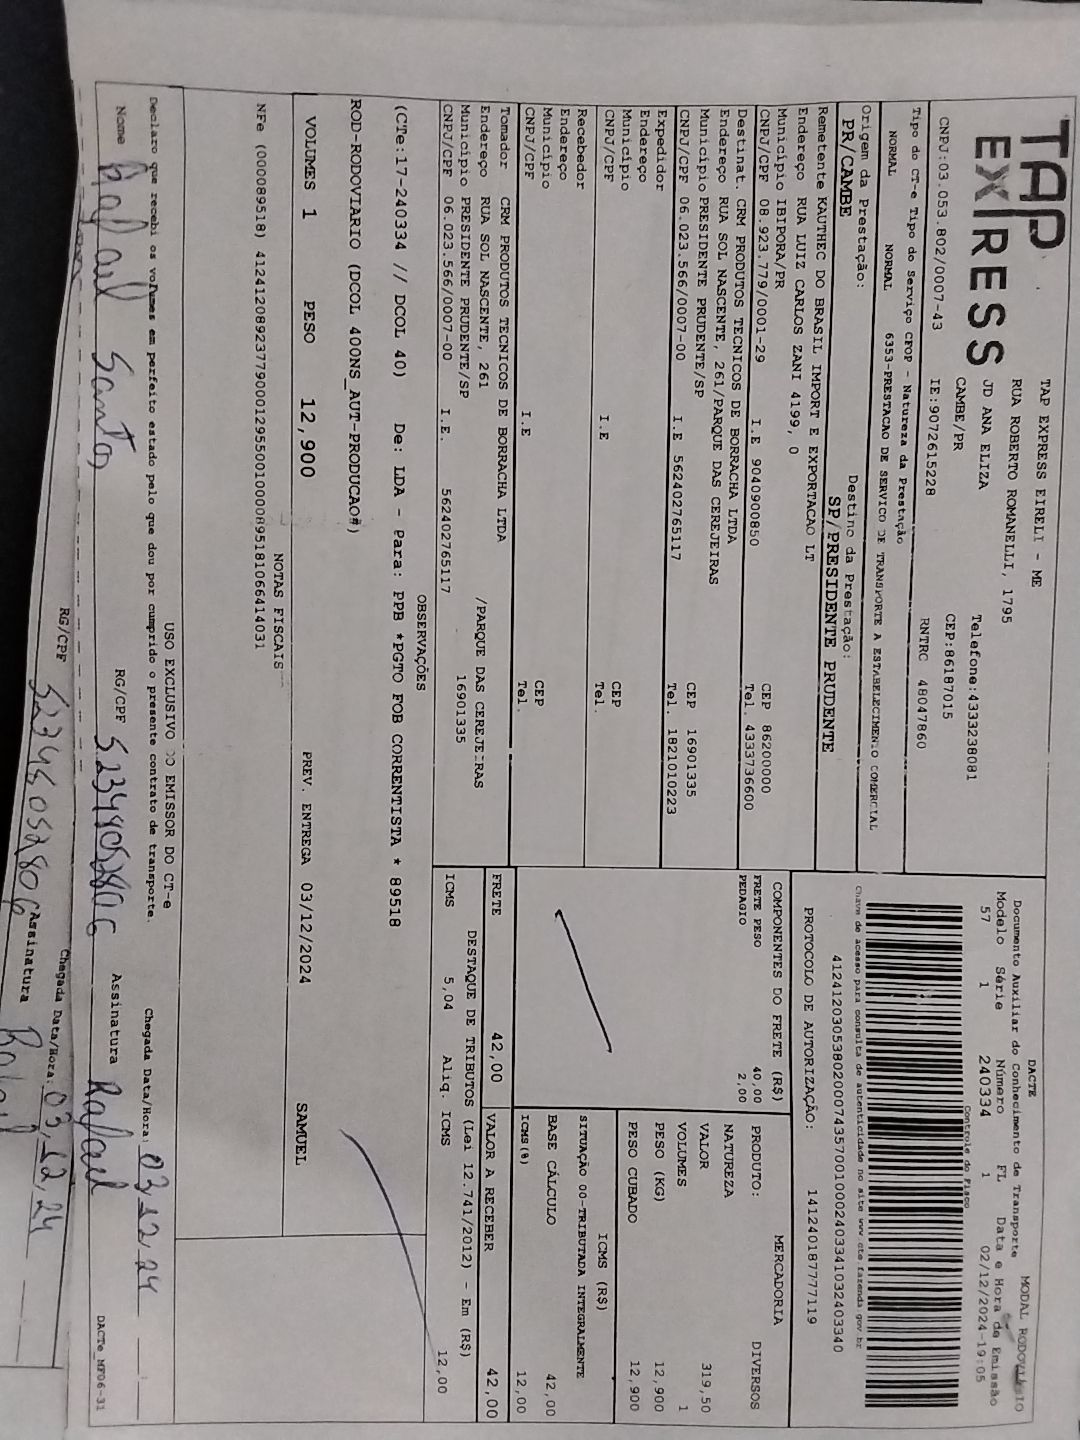 TAP
EXPRESS
TAP EXPRESS EIRELI - ME
RUA ROBERTO ROMANELLI, 1795
JD ANA ELIZA
CAMBE/PR
Telefone:4333238081
CEP:86187015
CNPJ:03.053.802/0007-43
IE:9072615228
RNTRC 48047860
DACTE
MODAL RODOVIARIO
Documento Auxiliar do Conhecimento de Transporte
Modelo Série Número FL Data e Hora de Emissão
57 1 240334 1 02/12/2024-19:05
Controle do Fisco
Chave de acesso para consulta de autenticidade no site www.cte.fazenda.gov.br
PROTOCOLO DE AUTORIZAÇÃO: 141240187777119
Tipo do CT-e Tipo do Serviço CFOP - Natureza da Prestação
NORMAL NORMAL 6353-PRESTACAO DE SERVICO DE TRANSPORTE A ESTABELECIMENTO COMERCIAL
Origem da Prestação: Destino da Prestação:
PR/CAMBE SP/PRESIDENTE PRUDENTE
Remetente KAUTHEC DO BRASIL IMPORT E EXPORTACAO LT
Endereço RUA LUIZ CARLOS ZANI 4199, 0
Município IBIPORA/PR CEP 86200000
CNPJ/CPF 08.923.779/0001-29 I.E 9040900850 Tel. 4333736600
Destinat. CRM PRODUTOS TECNICOS DE BORRACHA LTDA
Endereço RUA SOL NASCENTE, 261/PARQUE DAS CEREJEIRAS
Município PRESIDENTE PRUDENTE/SP CEP 16901335
CNPJ/CPF 06.023.566/0007-00 I.E 562402765117 Tel. 1821010223
Expedidor
Endereço
Município CEP
CNPJ/CPF I.E Tel.
Recebedor
Endereço
Município CEP
CNPJ/CPF I.E Tel.
Tomador CRM PRODUTOS TECNICOS DE BORRACHA LTDA
Endereço RUA SOL NASCENTE, 261 /PARQUE DAS CEREJEIRAS
Município PRESIDENTE PRUDENTE/SP 16901335
CNPJ/CPF 06.023.566/0007-00 I.E. 562402765117
COMPONENTES DO FRETE (R$)
FRETE PESO 40,00
PEDAGIO 2,00
MERCADORIA
PRODUTO: DIVERSOS
NATUREZA
VALOR 319,50
VOLUMES 1
PESO (KG) 12,900
PESO CUBADO 12,900
ICMS (R$)
SITUAÇÃO 00-TRIBUTADA INTEGRALMENTE
BASE CÁLCULO 42,00
ICMS(%) 12,00
FRETE 42,00 VALOR A RECEBER 42,00
DESTAQUE DE TRIBUTOS (Lei 12.741/2012) - Em (R$)
ICMS 5,04 Aliq. ICMS 12,00
OBSERVAÇÕES
(CTe:17-240334 // DCOL 40) De: LDA - Para: PPB *PGTO FOB CORRENTISTA * 89518
ROD-RODOVIARIO (DCOL 400NS_AUT-PRODUCAO#)
VOLUMES 1 PESO 12,900 PREV. ENTREGA 03/12/2024 SAMUEL
NOTAS FISCAIS
USO EXCLUSIVO DO EMISSOR DO CT-e
Declaro que recebi os volumes em perfeito estado pelo que dou por cumprido o presente contrato de transporte.
Chegada Data/Hora: 03,12,24
Nome Rafael Santos RG/CPF Assinatura Rafael
DACTe_MF06-31
RG/CPF 52346052806 Chegada Data/Hora: 03,12,24
Assinatura Rafael